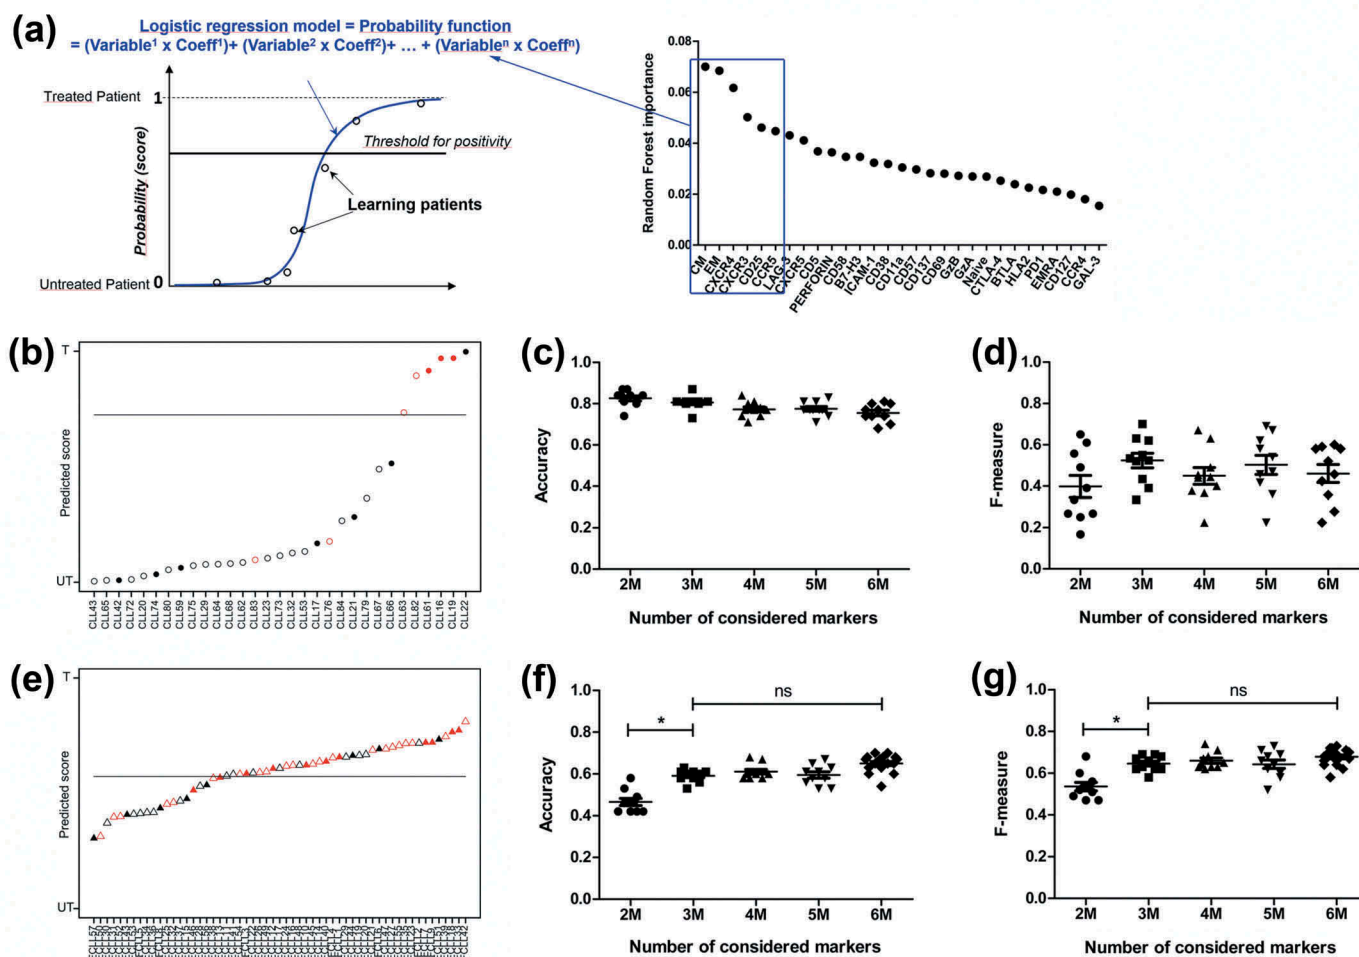 (a)
Logistic regression model = Probability function
= (Variable¹ x Coeff¹)+ (Variable² x Coeff²)+ … + (Variableⁿ x Coeffⁿ)
Treated Patient
1
Probability (score)
Threshold for positivity
Learning patients
Untreated Patient
0
Random Forest importance
0.08
0.06
0.04
0.02
0.00
CM
EM
CXCR4
CXCR3
CD25
CCR5
LAG-3
CXCR5
CD5
PERFORIN
CD58
B7-H3
ICAM-1
CD38
CD11a
CD57
CD137
CD69
GzB
GzA
Naive
CTLA-4
BTLA
HLA2
PD1
EMRA
CD127
CCR4
GAL-3
(b)
T
Predicted score
UT
CLL43
CLL65
CLL42
CLL72
CLL20
CLL74
CLL80
CLL59
CLL75
CLL29
CLL64
CLL68
CLL62
CLL83
CLL23
CLL73
CLL32
CLL53
CLL17
CLL76
CLL84
CLL21
CLL79
CLL67
CLL66
CLL63
CLL82
CLL61
CLL16
CLL19
CLL22
(c)
Accuracy
1.0
0.8
0.6
0.4
0.2
0.0
2M 3M 4M 5M 6M
Number of considered markers
(d)
F-measure
1.0
0.8
0.6
0.4
0.2
0.0
2M 3M 4M 5M 6M
Number of considered markers
(e)
T
Predicted score
UT
(f)
Accuracy
1.0
0.8
0.6
0.4
0.2
0.0
*
ns
2M 3M 4M 5M 6M
Number of considered markers
(g)
F-measure
1.0
0.8
0.6
0.4
0.2
0.0
*
ns
2M 3M 4M 5M 6M
Number of considered markers